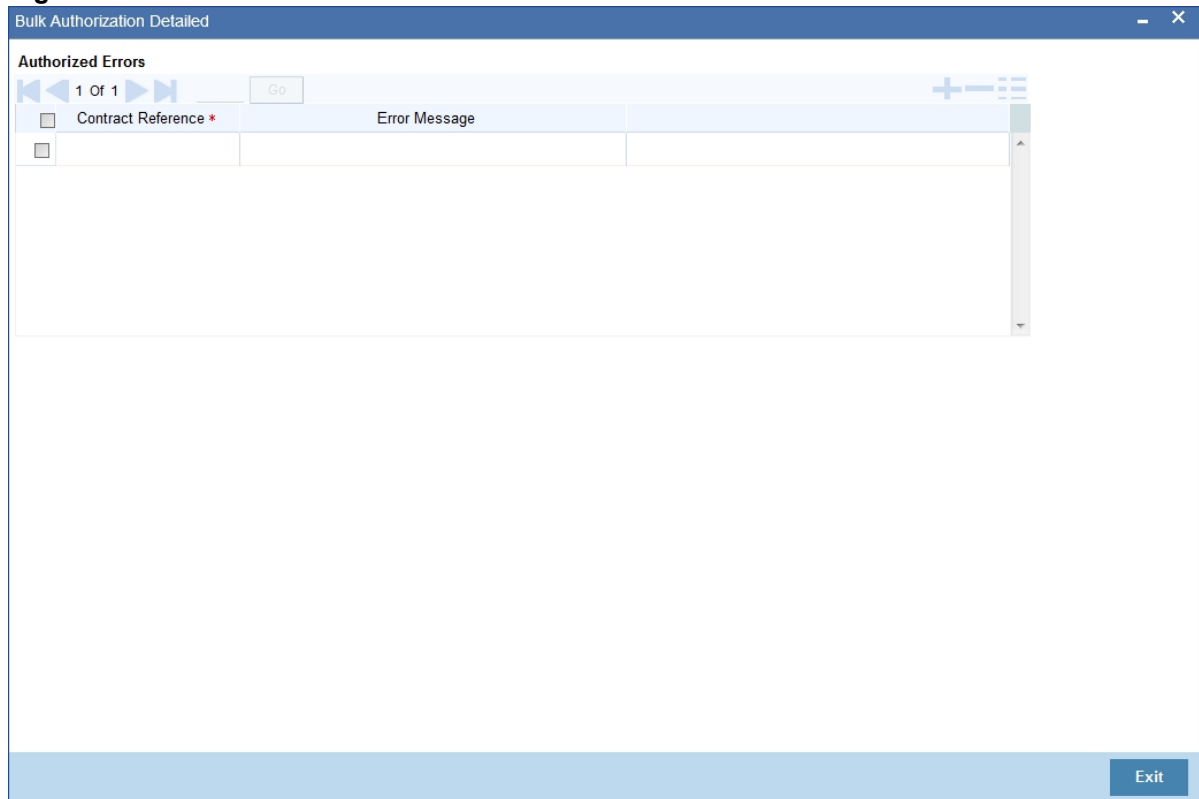 Bulk Authorization Detailed
Authorized Errors
1 Of 1 Go
Contract Reference * Error Message
Exit